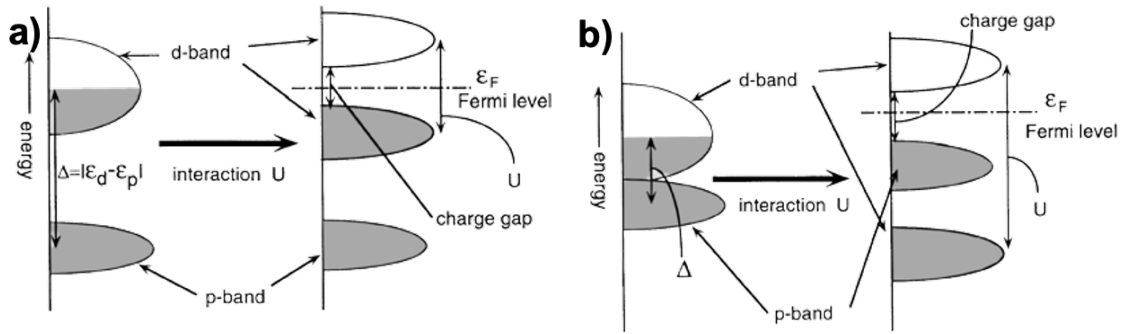 a)
d-band
energy
εF
Fermi level
Δ=|εd-εp|
interaction U
U
charge gap
p-band
b)
charge gap
d-band
energy
εF
Fermi level
interaction U
U
Δ
p-band